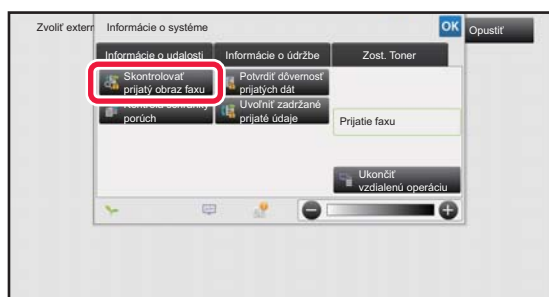 Zvoliť extern
Informácie o systéme
OK
Opustiť
Informácie o udalosti
Informácie o údržbe
Zost. Toner
Skontrolovať
prijatý obraz faxu
Potvrdiť dôvernosť
prijatých dát
porúch
Uvoľniť zadržané
prijaté údaje
Prijatie faxu
Ukončiť
vzdialenú operáciu